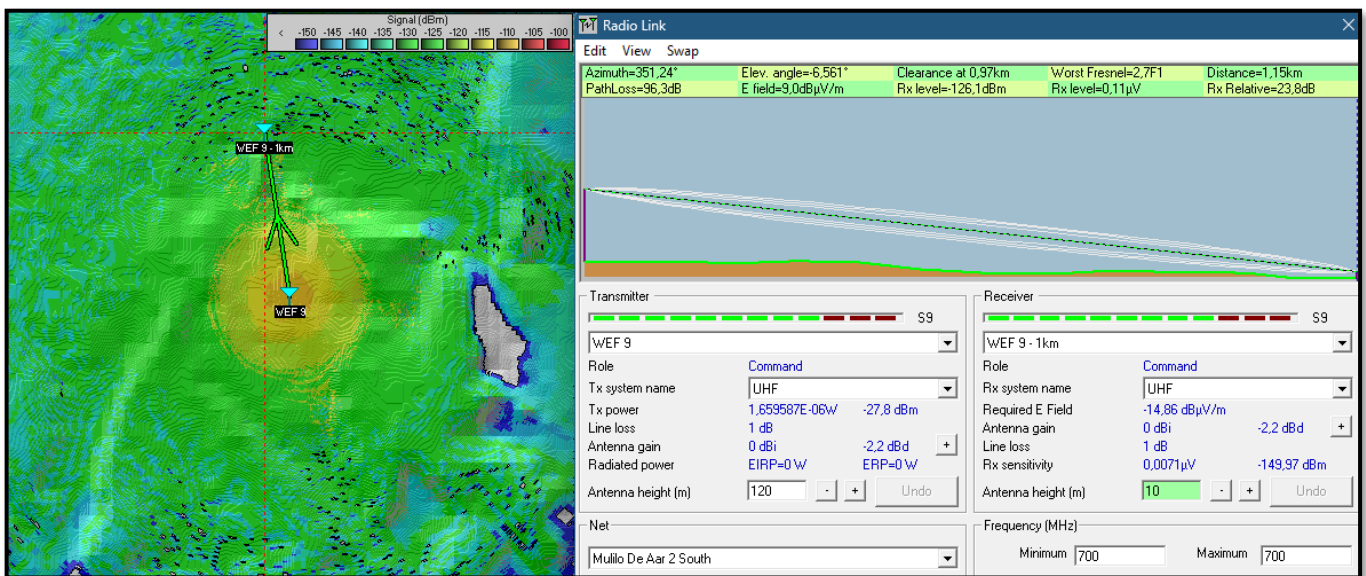 Signal (dBm)
< -150 -145 -140 -135 -130 -125 -120 -115 -110 -105 -100
WEF 9 - 1km
WEF 9
Radio Link
Edit View Swap
Azimuth=351,24° Elev. angle=-6,561° Clearance at 0,97km Worst Fresnel=2,7F1 Distance=1,15km
PathLoss=96,3dB E field=9,0dBµV/m Rx level=-126,1dBm Rx level=0,11µV Rx Relative=23,8dB
Transmitter
S9
WEF 9
Role Command
Tx system name UHF
Tx power 1,659587E-06W -27,8 dBm
Line loss 1 dB
Antenna gain 0 dBi -2,2 dBd +
Radiated power EIRP=0 W ERP=0 W
Antenna height (m) 120 - + Undo
Net
Mulilo De Aar 2 South
Receiver
S9
WEF 9 - 1km
Role Command
Rx system name UHF
Required E Field -14,86 dBµV/m
Antenna gain 0 dBi -2,2 dBd +
Line loss 1 dB
Rx sensitivity 0,0071µV -149,97 dBm
Antenna height (m) 10 - + Undo
Frequency (MHz)
Minimum 700 Maximum 700